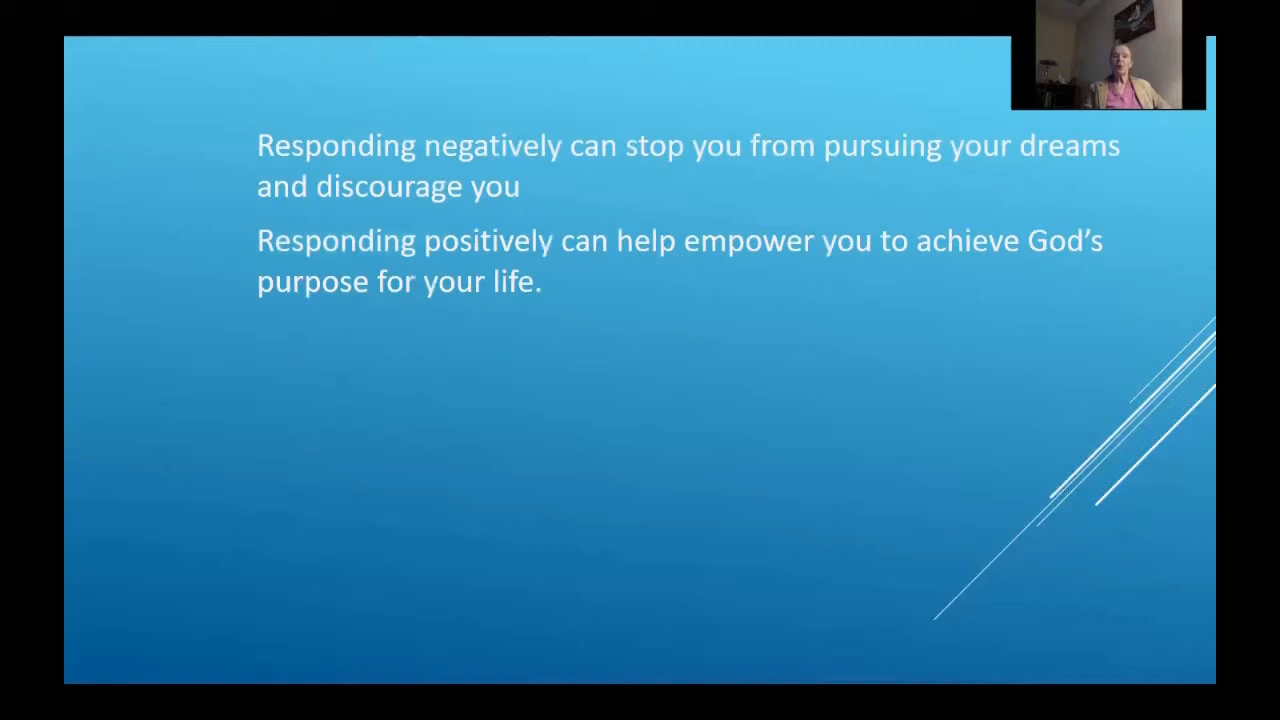 Responding negatively can stop you from pursuing your dreams
and discourage you
Responding positively can help empower you to achieve God’s
purpose for your life.